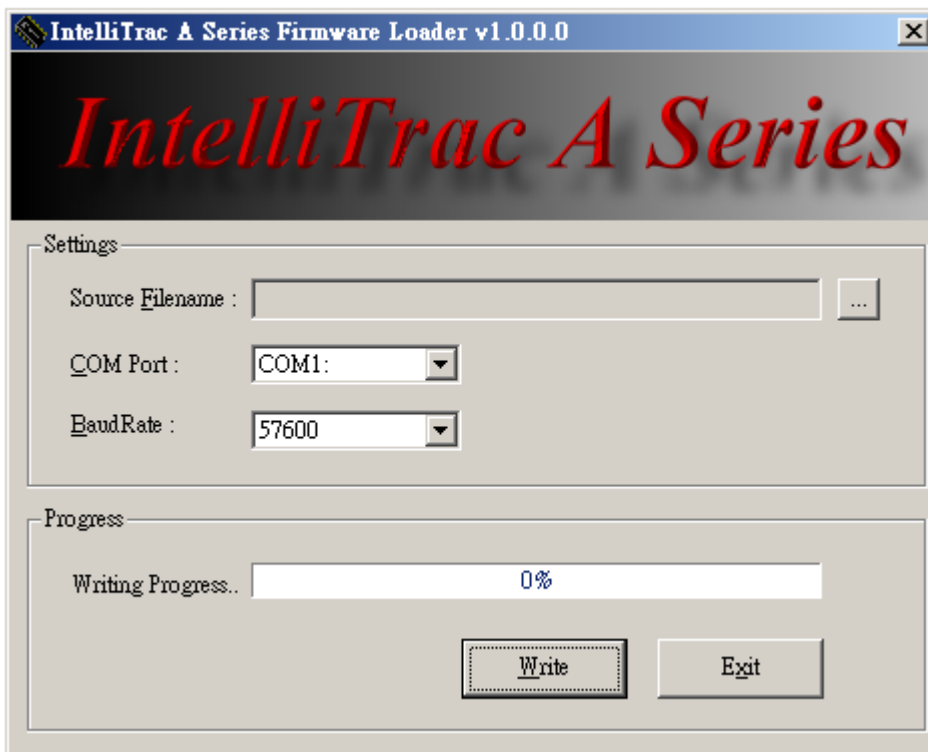 IntelliTrac A Series Firmware Loader v1.0.0.0
IntelliTrac A Series
Settings
Source Filename :
...
COM Port :
COM1:
BaudRate :
57600
Progress
Writing Progress..
0%
Write
Exit